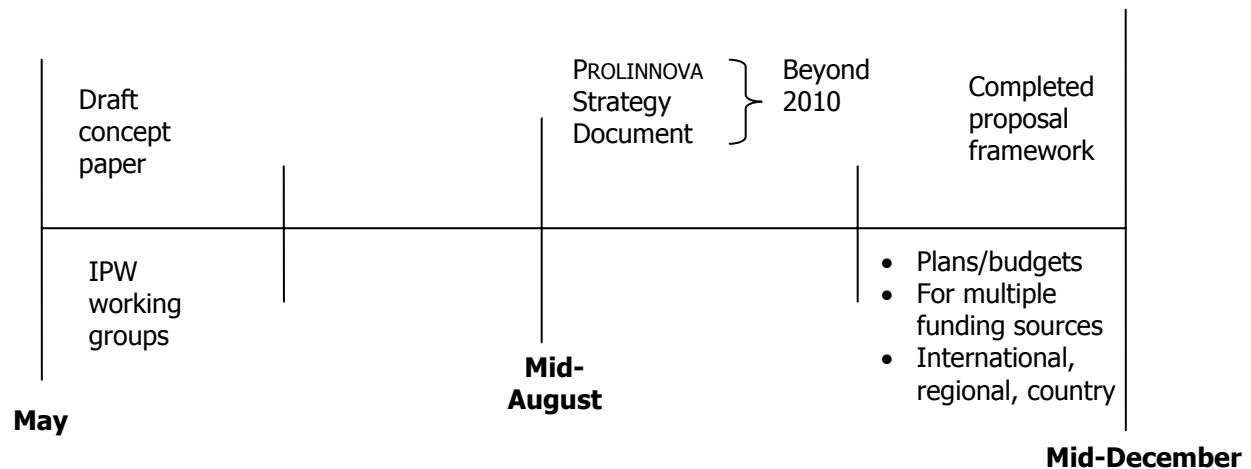 Draft
concept
paper
PROLINNOVA
Strategy
Document
Beyond
2010
Completed
proposal
framework
IPW
working
groups
• Plans/budgets
• For multiple
funding sources
• International,
regional, country
May
Mid-
August
Mid-December